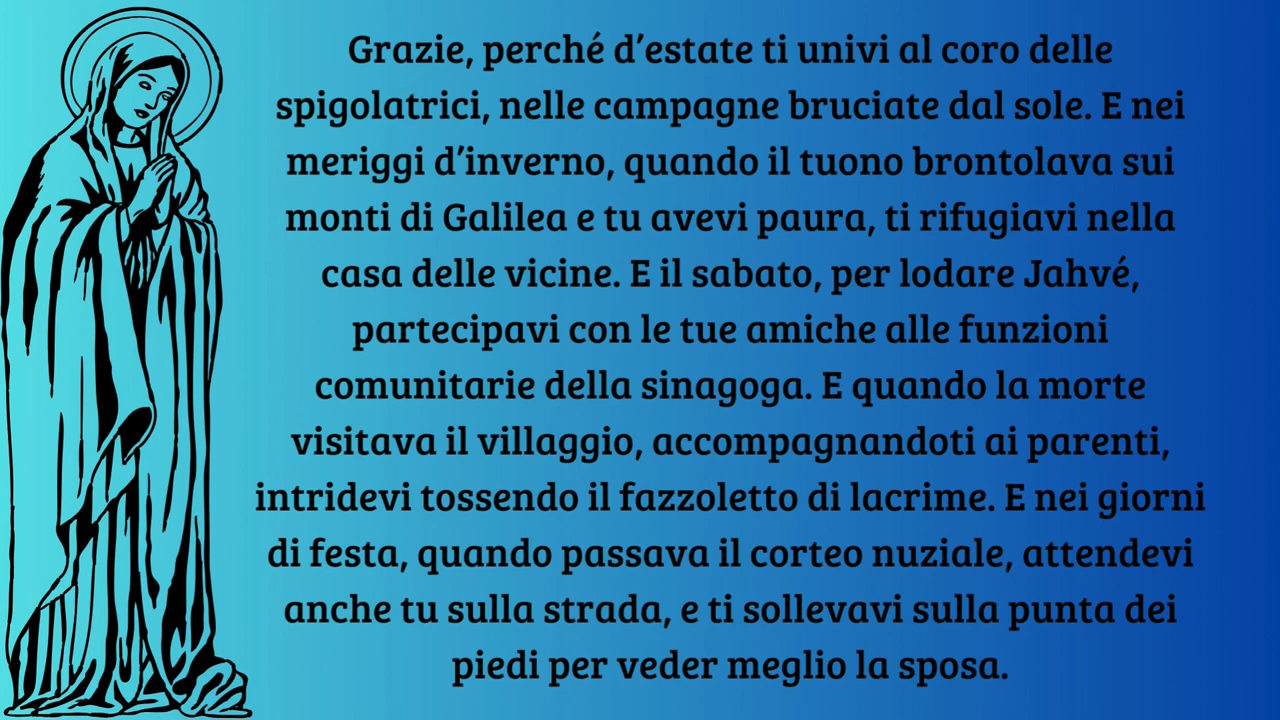 Grazie, perché d'estate ti univi al coro delle
spigolatrici, nelle campagne bruciate dal sole. E nei
meriggi d'inverno, quando il tuono brontolava sui
monti di Galilea e tu avevi paura, ti rifugiavi nella
casa delle vicine. E il sabato, per lodare Jahvé,
partecipavi con le tue amiche alle funzioni
comunitarie della sinagoga. E quando la morte
visitava il villaggio, accompagnandoti ai parenti,
intridevi tossendo il fazzoletto di lacrime. E nei giorni
di festa, quando passava il corteo nuziale, attendevi
anche tu sulla strada, e ti sollevavi sulla punta dei
piedi per veder meglio la sposa.